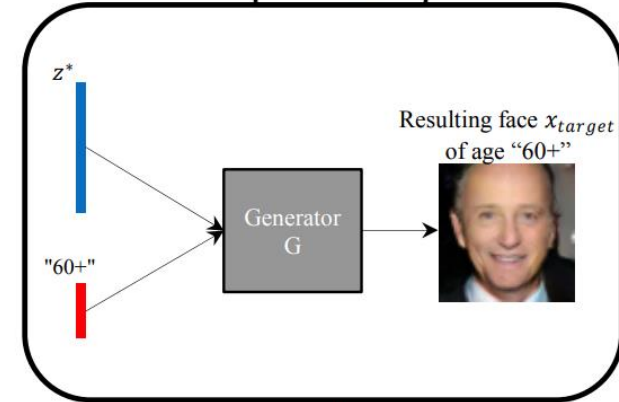 z*
"60+"
Generator
G
Resulting face x_target
of age “60+”